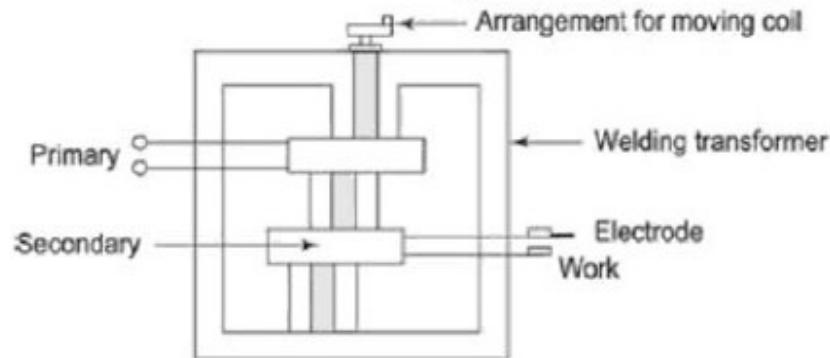 Arrangement for moving coil
Primary
Welding transformer
Secondary
Electrode
Work